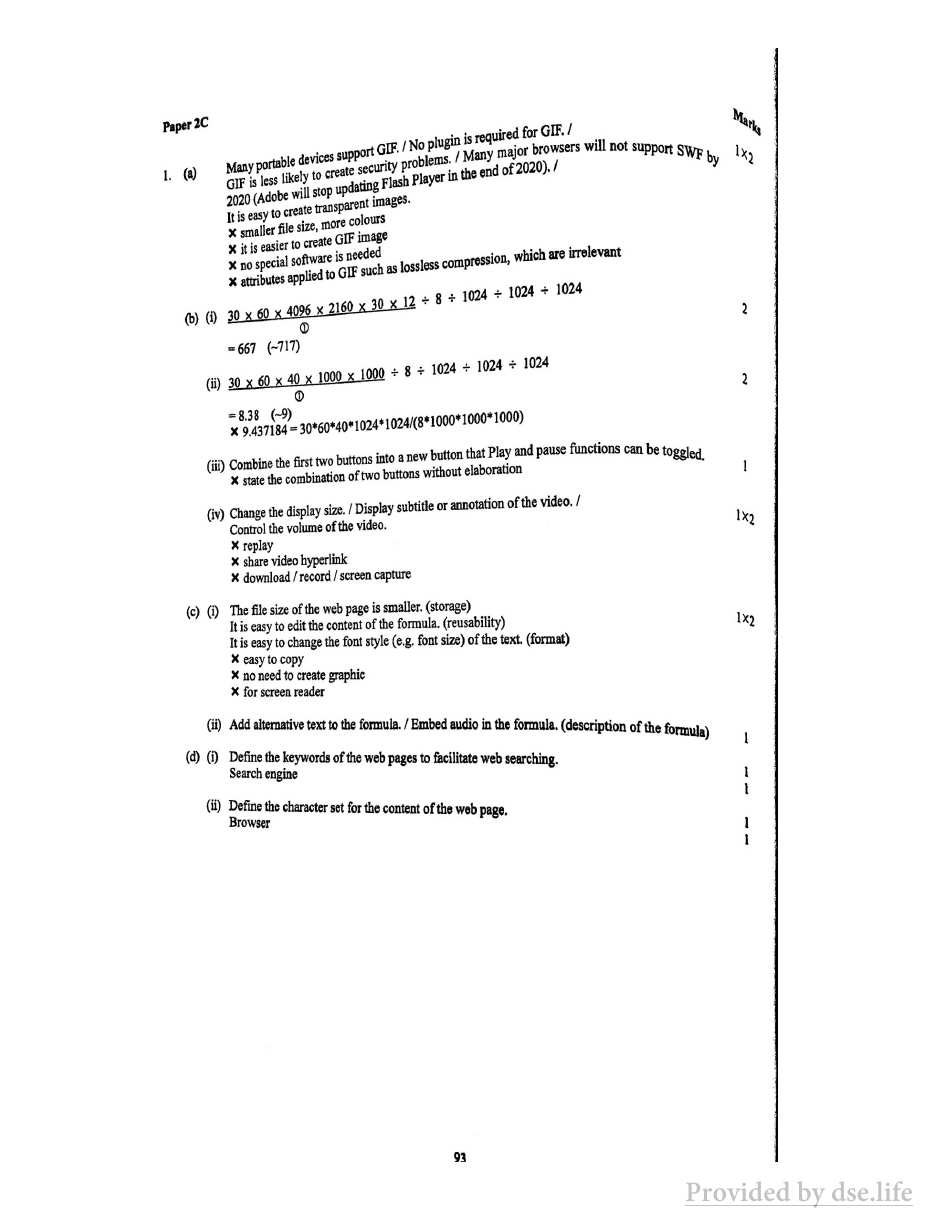 Paper 2C
Marks
1. (a) Many portable devices support GIF. / No plugin is required for GIF. /
GIF is less likely to create security problems. / Many major browsers will not support SWF by 1×2
2020 (Adobe will stop updating Flash Player in the end of 2020). /
It is easy to create transparent images.
✗ smaller file size, more colours
✗ it is easier to create GIF image
✗ no special software is needed
✗ attributes applied to GIF such as lossless compression, which are irrelevant
(b) (i) 30 x 60 x 4096 x 2160 x 30 x 12 ÷ 8 ÷ 1024 ÷ 1024 ÷ 1024 2
①
= 667 (~717)
(ii) 30 x 60 x 40 x 1000 x 1000 ÷ 8 ÷ 1024 ÷ 1024 ÷ 1024 2
①
= 8.38 (~9)
✗ 9.437184 = 30*60*40*1024*1024/(8*1000*1000*1000)
(iii) Combine the first two buttons into a new button that Play and pause functions can be toggled. 1
✗ state the combination of two buttons without elaboration
(iv) Change the display size. / Display subtitle or annotation of the video. / 1×2
Control the volume of the video.
✗ replay
✗ share video hyperlink
✗ download / record / screen capture
(c) (i) The file size of the web page is smaller. (storage) 1×2
It is easy to edit the content of the formula. (reusability)
It is easy to change the font style (e.g. font size) of the text. (format)
✗ easy to copy
✗ no need to create graphic
✗ for screen reader
(ii) Add alternative text to the formula. / Embed audio in the formula. (description of the formula) 1
(d) (i) Define the keywords of the web pages to facilitate web searching. 1
Search engine 1
(ii) Define the character set for the content of the web page. 1
Browser 1
93
Provided by dse.life